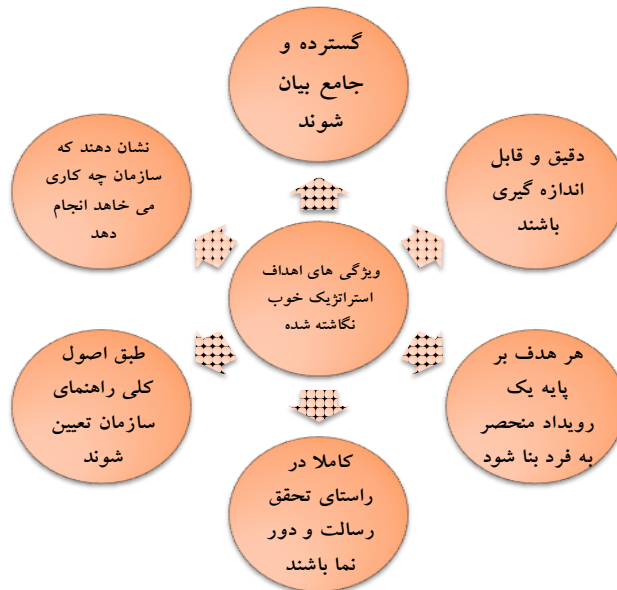 گسترده و
جامع بیان
شوند
دقیق و قابل
اندازه گیری
باشند
هر هدف بر
پایه یک
رویداد منحصر
به فرد بنا شود
کاملا در
راستای تحقق
رسالت و دور
نما باشند
طبق اصول
کلی راهنمای
سازمان تعیین
شوند
نشان دهند که
سازمان چه کاری
می خاهد انجام
دهد
ویژگی های اهداف
استراتژیک خوب
نگاشته شده